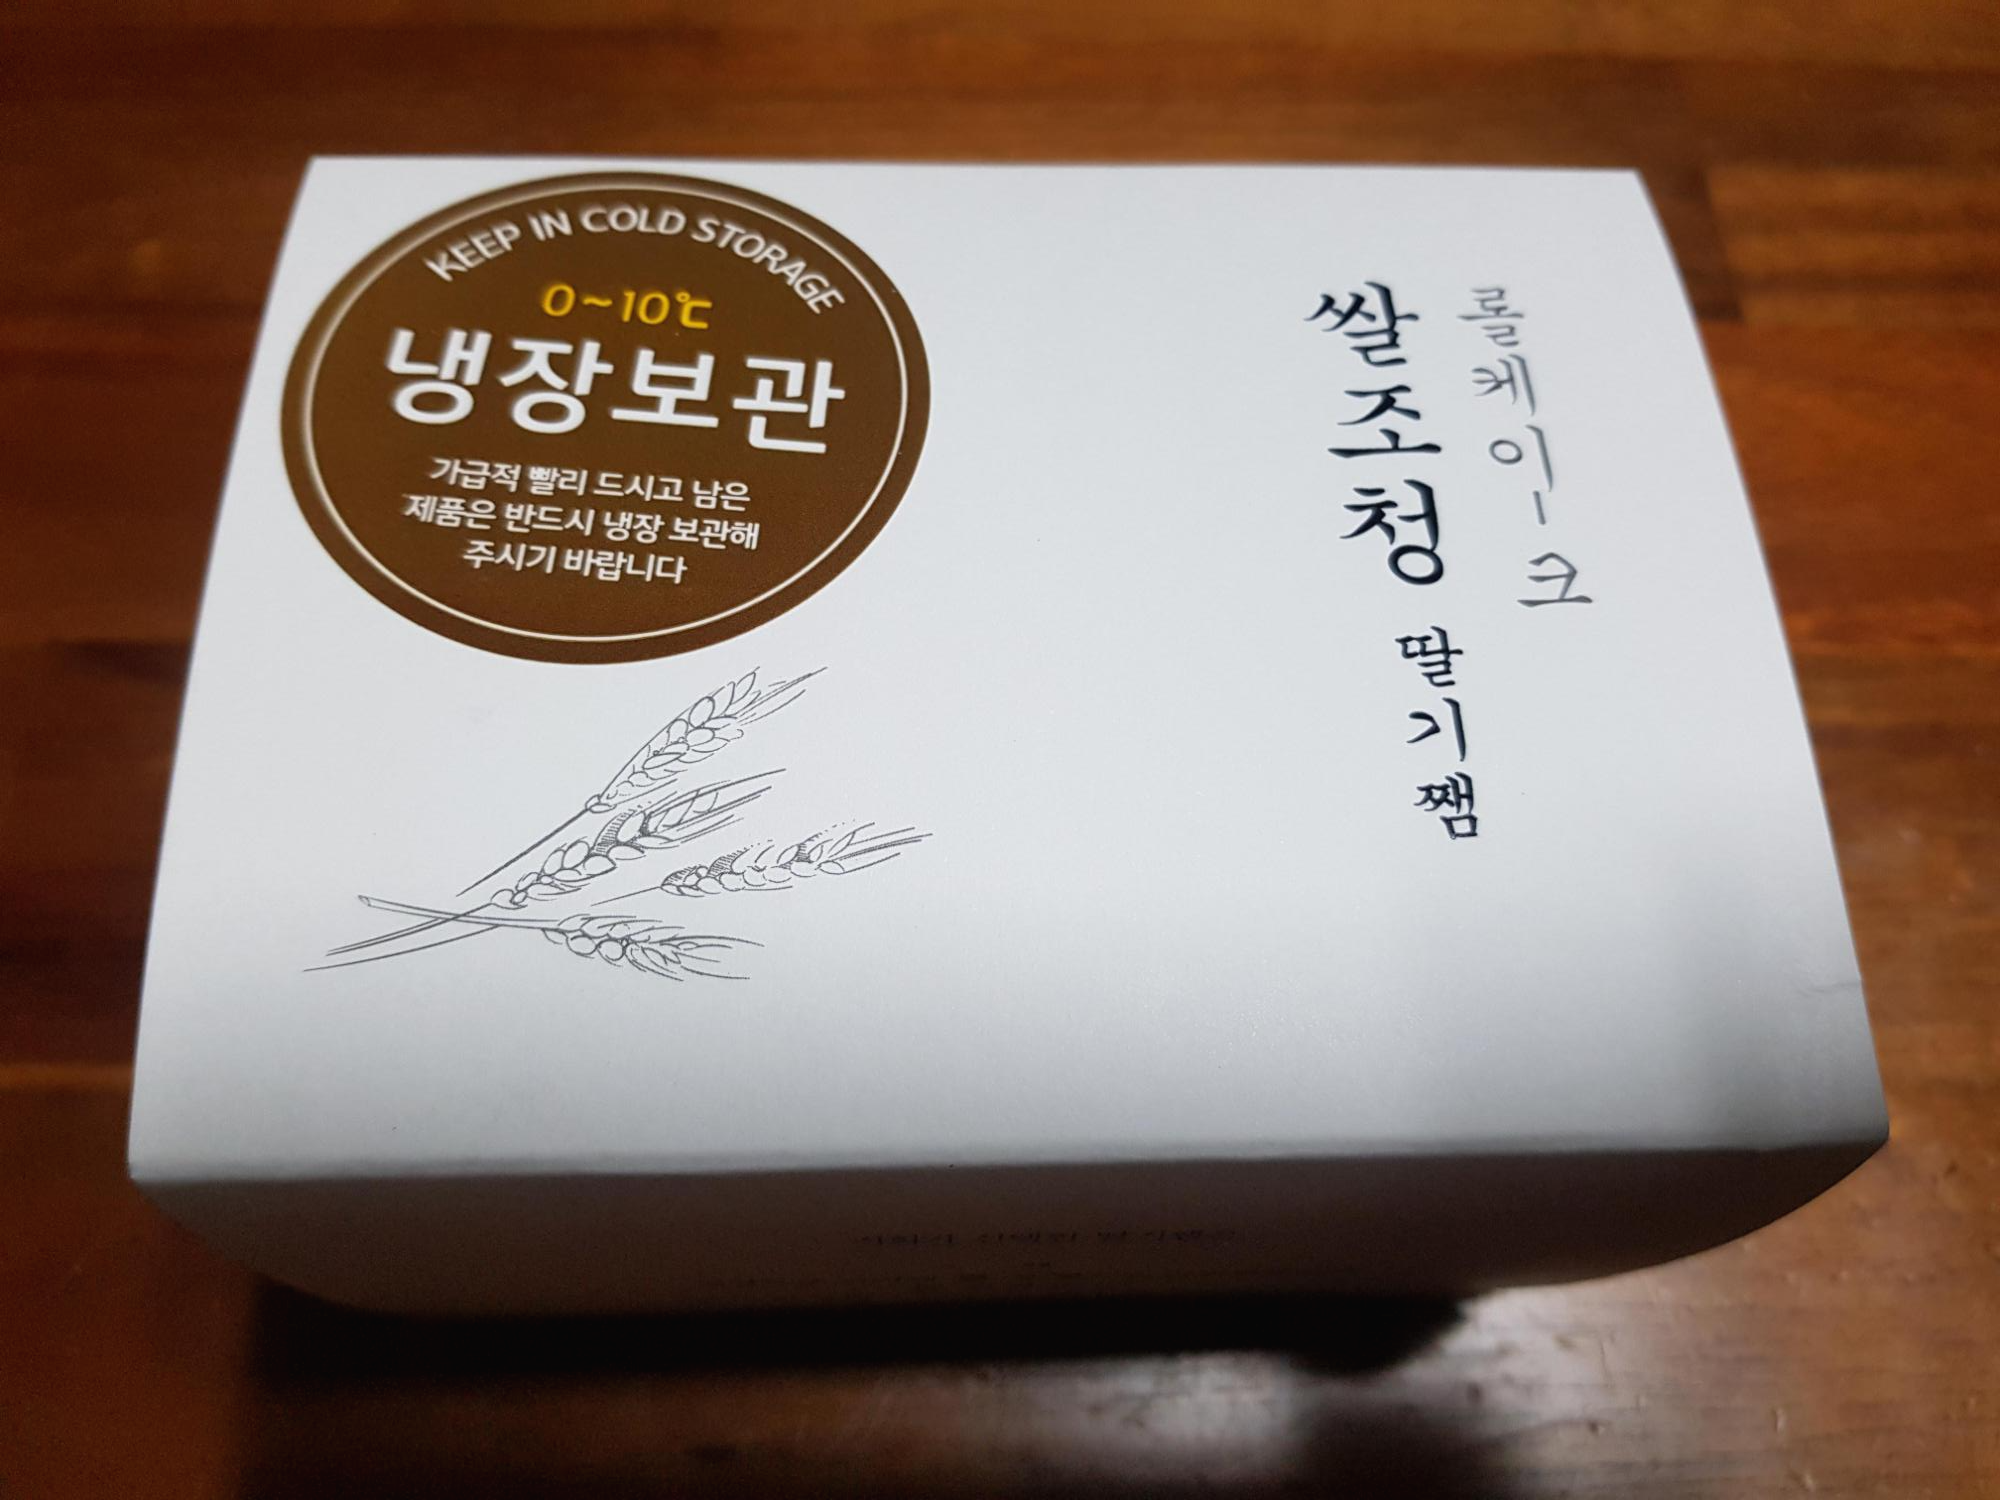 KEEP IN COLD STORAGE
0~10℃
냉장보관
가급적 빨리 드시고 남은
제품은 반드시 냉장 보관해
주시기 바랍니다
롤케이크
쌀조청 딸기쨈